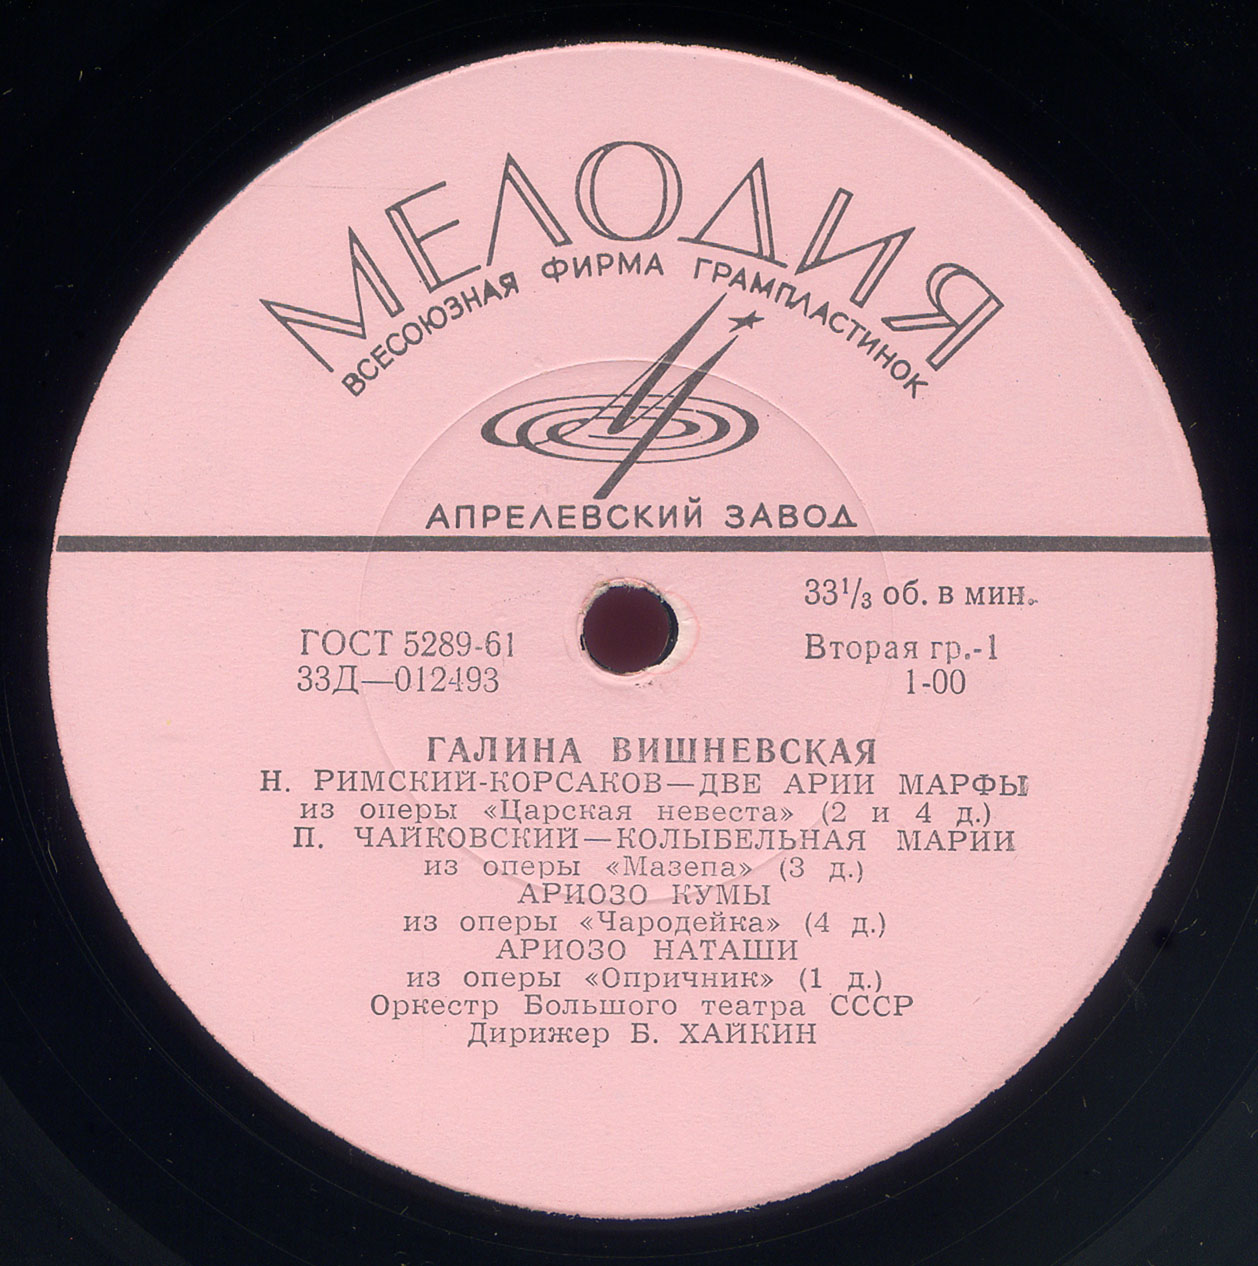 МЕЛОДИЯ
ВСЕСОЮЗНАЯ ФИРМА ГРАМПЛАСТИНОК
АПРЕЛЕВСКИЙ ЗАВОД
33⅓ об. в мин.
ГОСТ 5289-61
Вторая гр.-1
33Д—012493
1-00
ГАЛИНА ВИШНЕВСКАЯ
Н. РИМСКИЙ-КОРСАКОВ—ДВЕ АРИИ МАРФЫ
из оперы «Царская невеста» (2 и 4 д.)
П. ЧАЙКОВСКИЙ—КОЛЫБЕЛЬНАЯ МАРИИ
из оперы «Мазепа» (3 д.)
АРИОЗО КУМЫ
из оперы «Чародейка» (4 д.)
АРИОЗО НАТАШИ
из оперы «Опричник» (1 д.)
Оркестр Большого театра СССР
Дирижер Б. ХАЙКИН